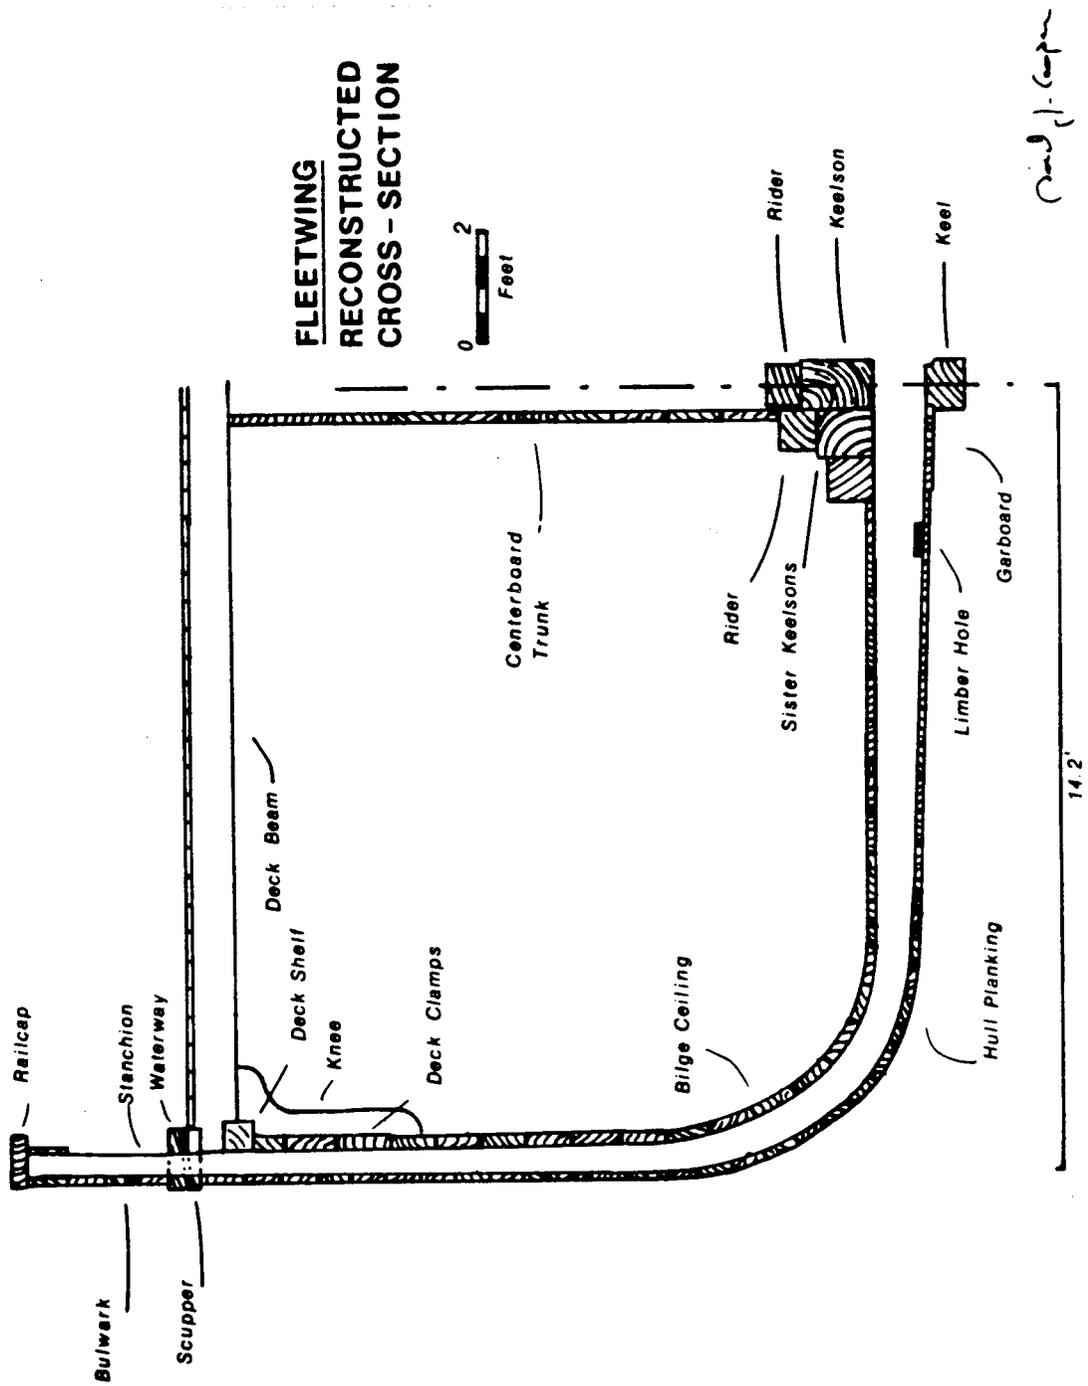 FLEETWING
RECONSTRUCTED
CROSS-SECTION
0 2
Feet
Railcap
Stanchion
Waterway
Bulwark
Scupper
Deck Beam
Deck Shelf
Knee
Deck Clamps
Centerboard
Trunk
Rider
Keelson
Rider
Sister Keelsons
Keel
Garboard
Limber Hole
Bilge Ceiling
Hull Planking
14.2'